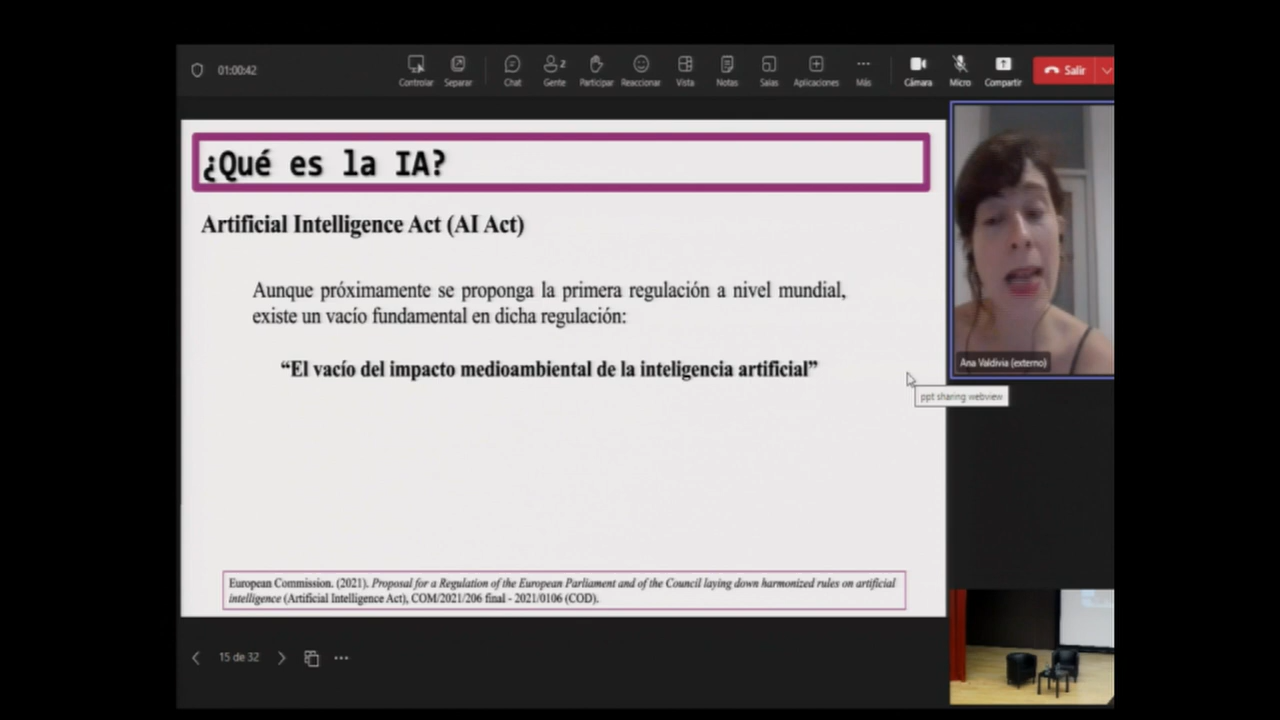 01:00:42
Controlar Separar Chat Gente 2 Participar Reaccionar Vista Notas Salas Aplicaciones Más Cámara Micro Compartir Salir
¿Qué es la IA?
Artificial Intelligence Act (AI Act)
Aunque próximamente se proponga la primera regulación a nivel mundial,
existe un vacío fundamental en dicha regulación:
“El vacío del impacto medioambiental de la inteligencia artificial”
Ana Valdivia (externo)
ppt sharing webview
European Commission. (2021). Proposal for a Regulation of the European Parliament and of the Council laying down harmonized rules on artificial
intelligence (Artificial Intelligence Act), COM/2021/206 final - 2021/0106 (COD).
15 de 32